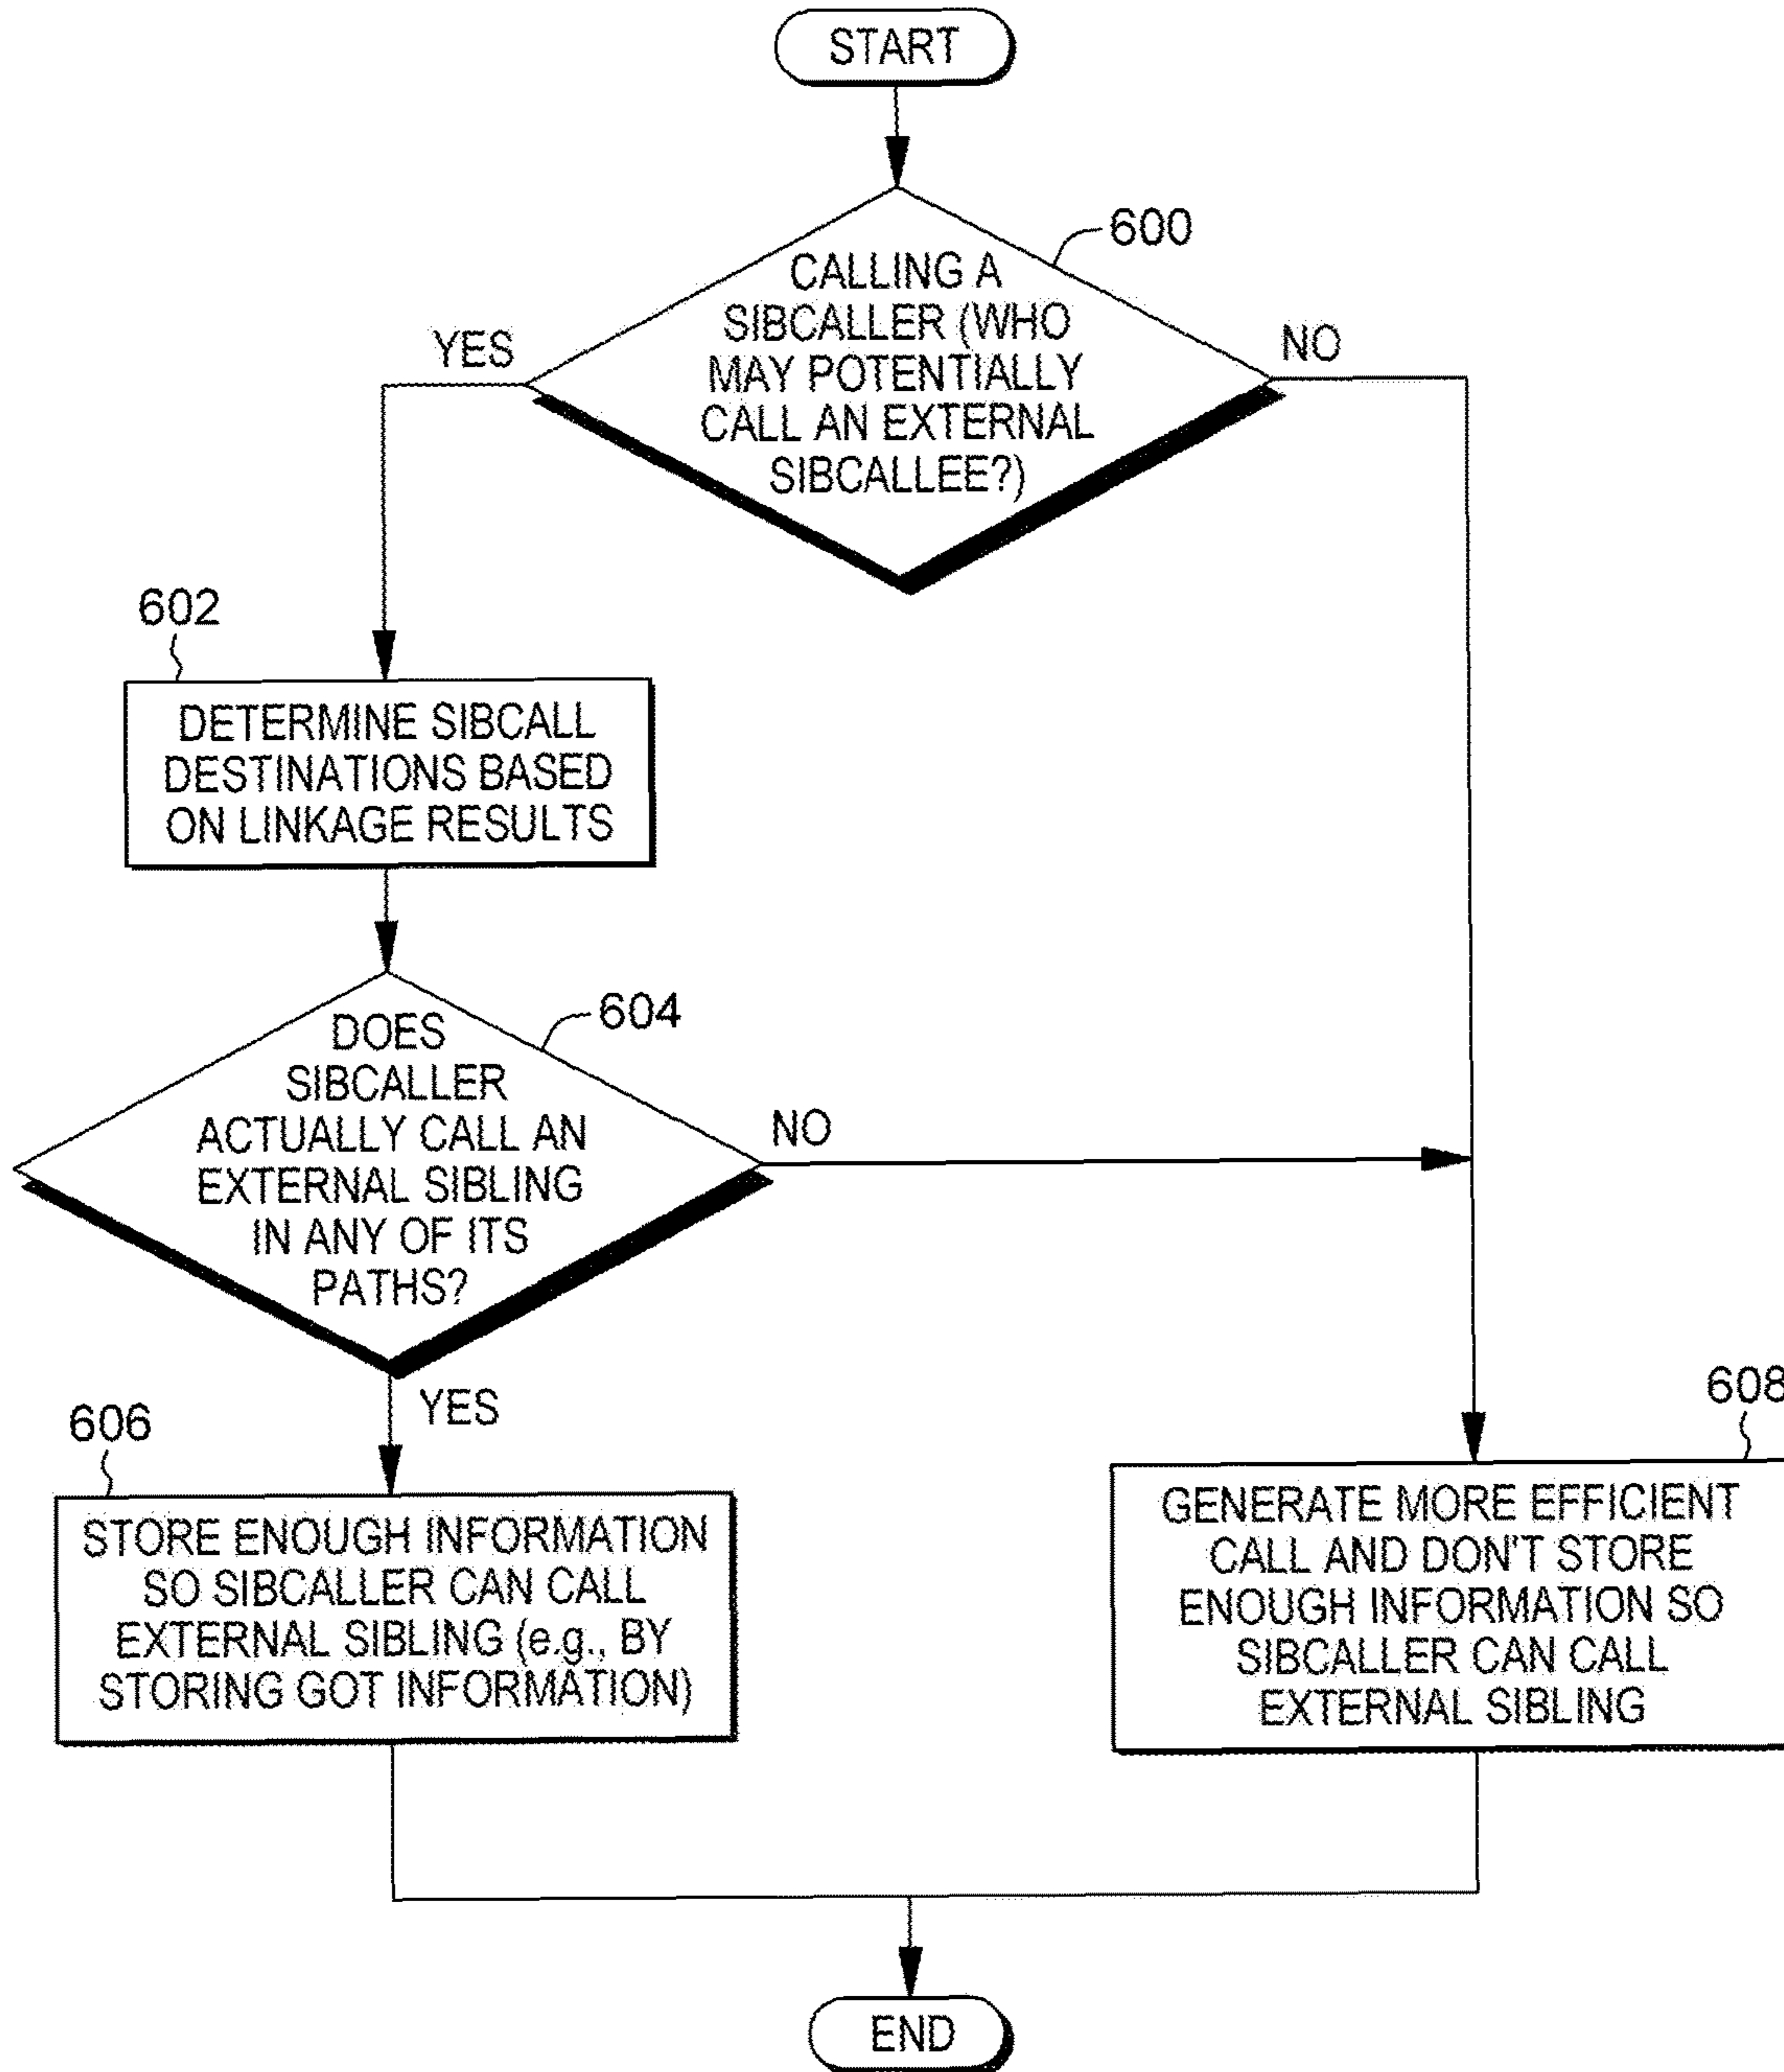 START
600
CALLING A
SIBCALLER (WHO
MAY POTENTIALLY
CALL AN EXTERNAL
SIBCALLEE?)
YES
NO
602
DETERMINE SIBCALL
DESTINATIONS BASED
ON LINKAGE RESULTS
604
DOES
SIBCALLER
ACTUALLY CALL AN
EXTERNAL SIBLING
IN ANY OF ITS
PATHS?
NO
YES
606
STORE ENOUGH INFORMATION
SO SIBCALLER CAN CALL
EXTERNAL SIBLING (e.g., BY
STORING GOT INFORMATION)
608
GENERATE MORE EFFICIENT
CALL AND DON'T STORE
ENOUGH INFORMATION SO
SIBCALLER CAN CALL
EXTERNAL SIBLING
END